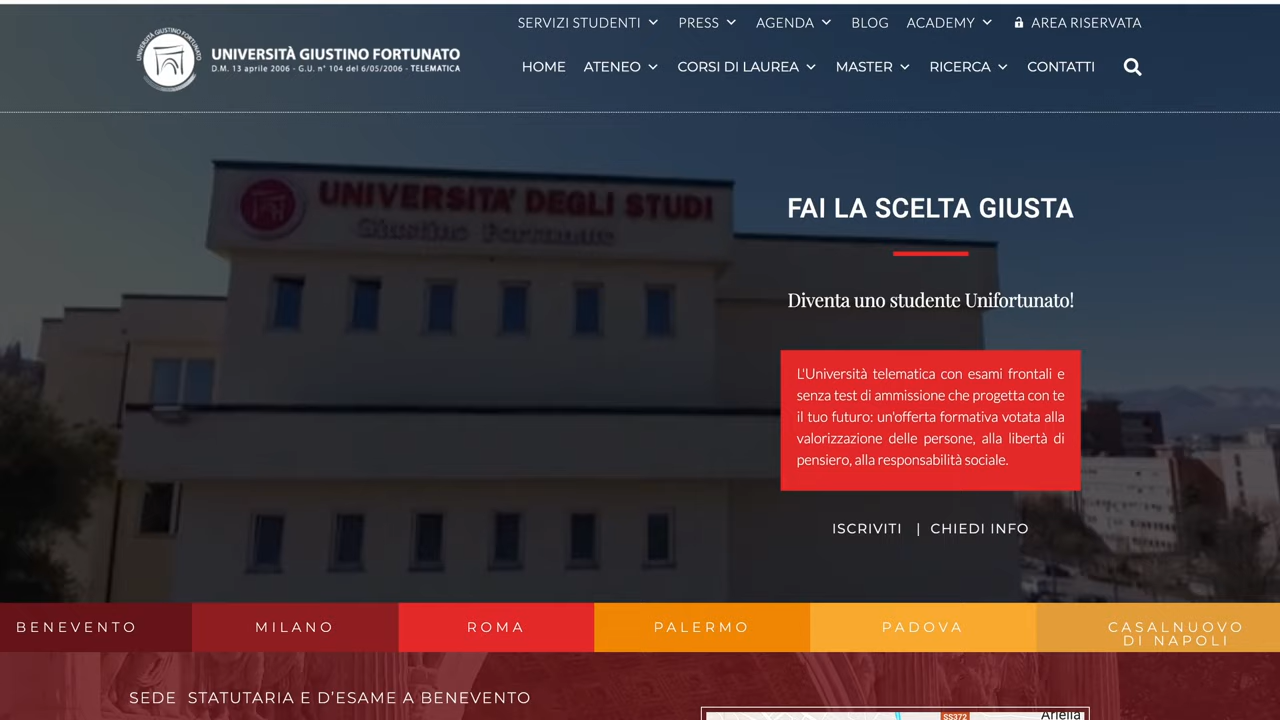 SERVIZI STUDENTI PRESS AGENDA BLOG ACADEMY AREA RISERVATA
UNIVERSITÀ GIUSTINO FORTUNATO
D.M. 13 aprile 2006 - G.U. n° 104 del 6/05/2006 - TELEMATICA
HOME ATENEO CORSI DI LAUREA MASTER RICERCA CONTATTI
UNIVERSITA' DEGLI STUDI
Giustino Fortunato
FAI LA SCELTA GIUSTA
Diventa uno studente Unifortunato!
L'Università telematica con esami frontali e
senza test di ammissione che progetta con te
il tuo futuro: un'offerta formativa votata alla
valorizzazione delle persone, alla libertà di
pensiero, alla responsabilità sociale.
ISCRIVITI | CHIEDI INFO
BENEVENTO MILANO ROMA PALERMO PADOVA CASALNUOVO
DI NAPOLI
SEDE STATUTARIA E D'ESAME A BENEVENTO
SS372
Ariella